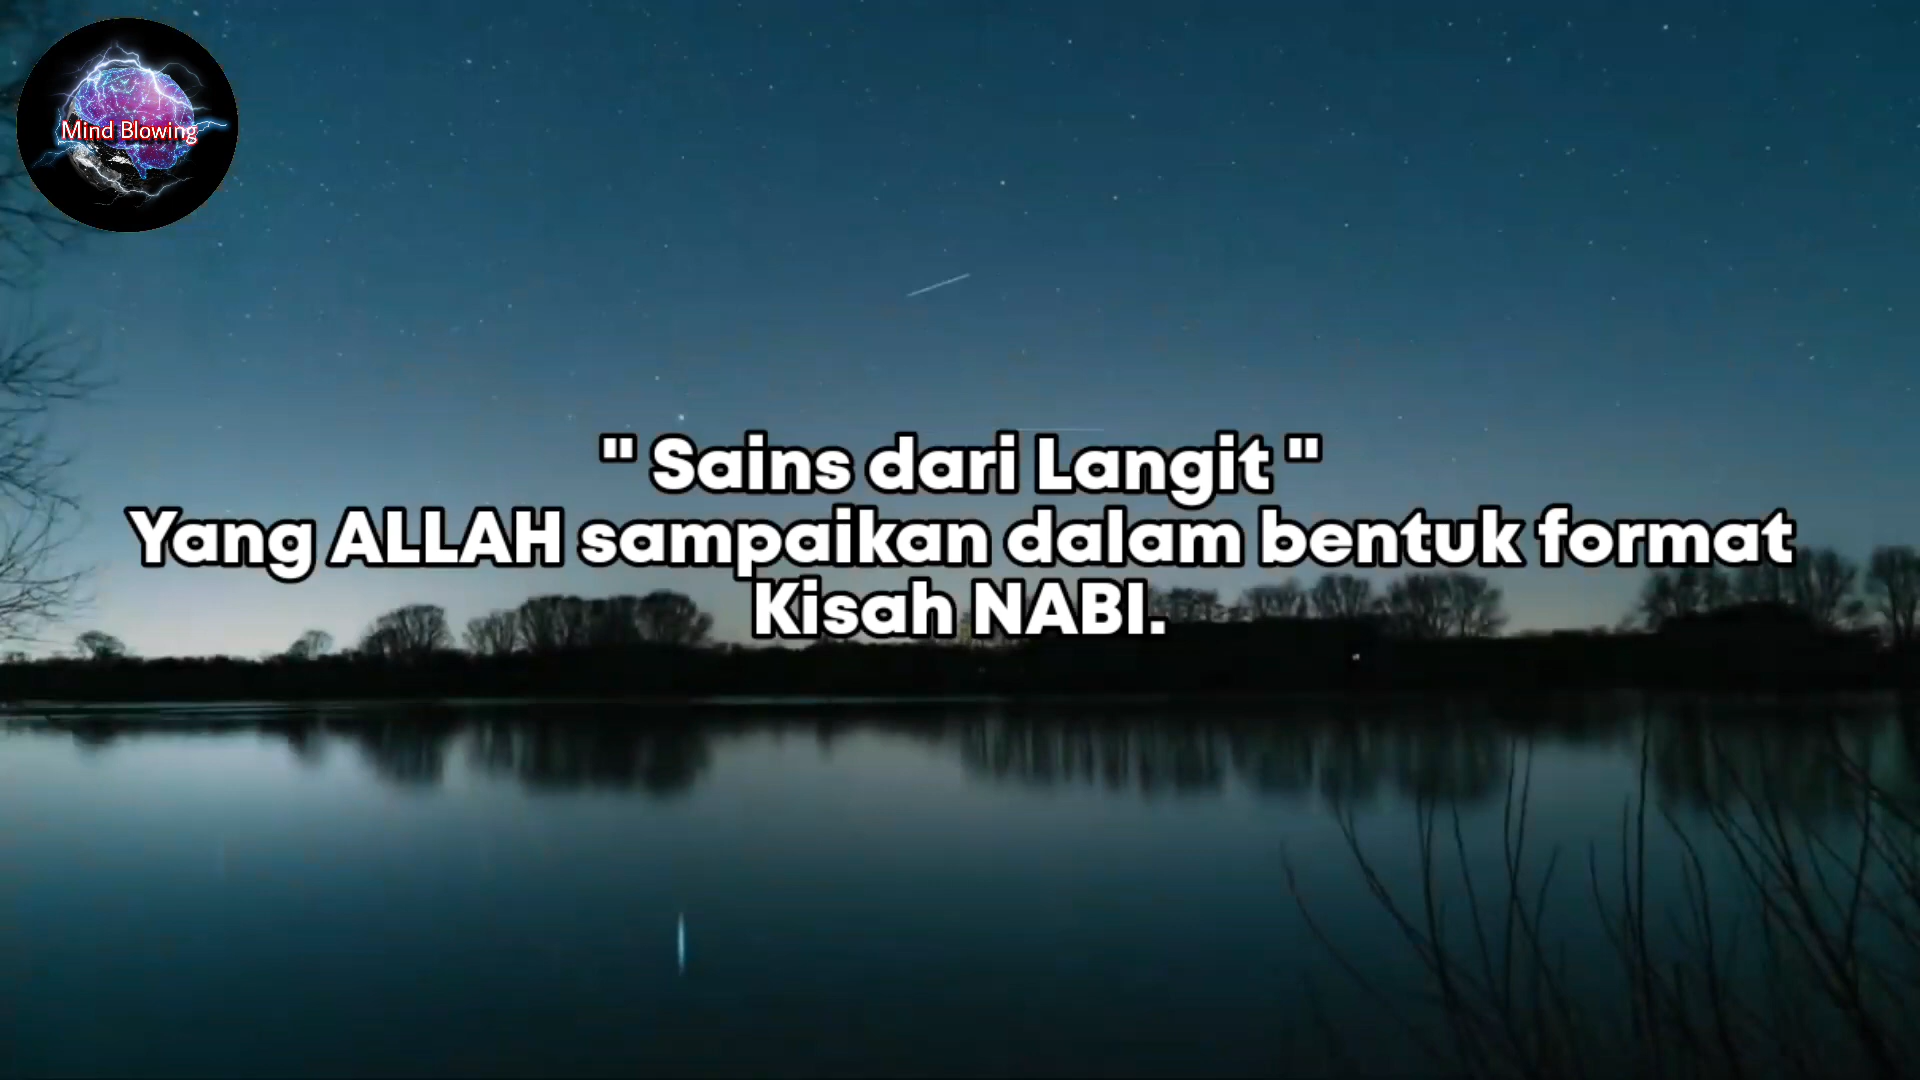 Mind Blowing
" Sains dari Langit "
Yang ALLAH sampaikan dalam bentuk format
Kisah NABI.